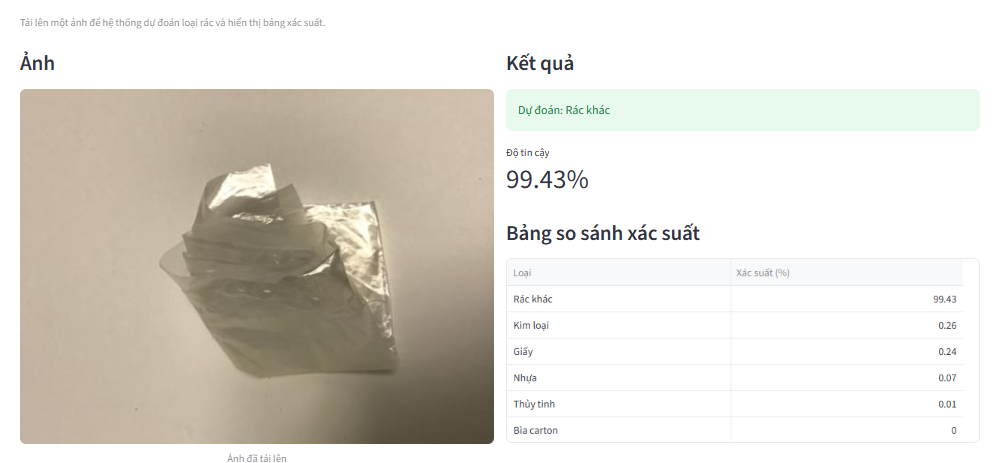 Tải lên một ảnh để hệ thống dự đoán loại rác và hiển thị bảng xác suất.
Ảnh
Ảnh đã tải lên
Kết quả
Dự đoán: Rác khác
Độ tin cậy
99.43%
Bảng so sánh xác suất
Loại Xác suất (%)
Rác khác 99.43
Kim loại 0.26
Giấy 0.24
Nhựa 0.07
Thủy tinh 0.01
Bìa carton 0